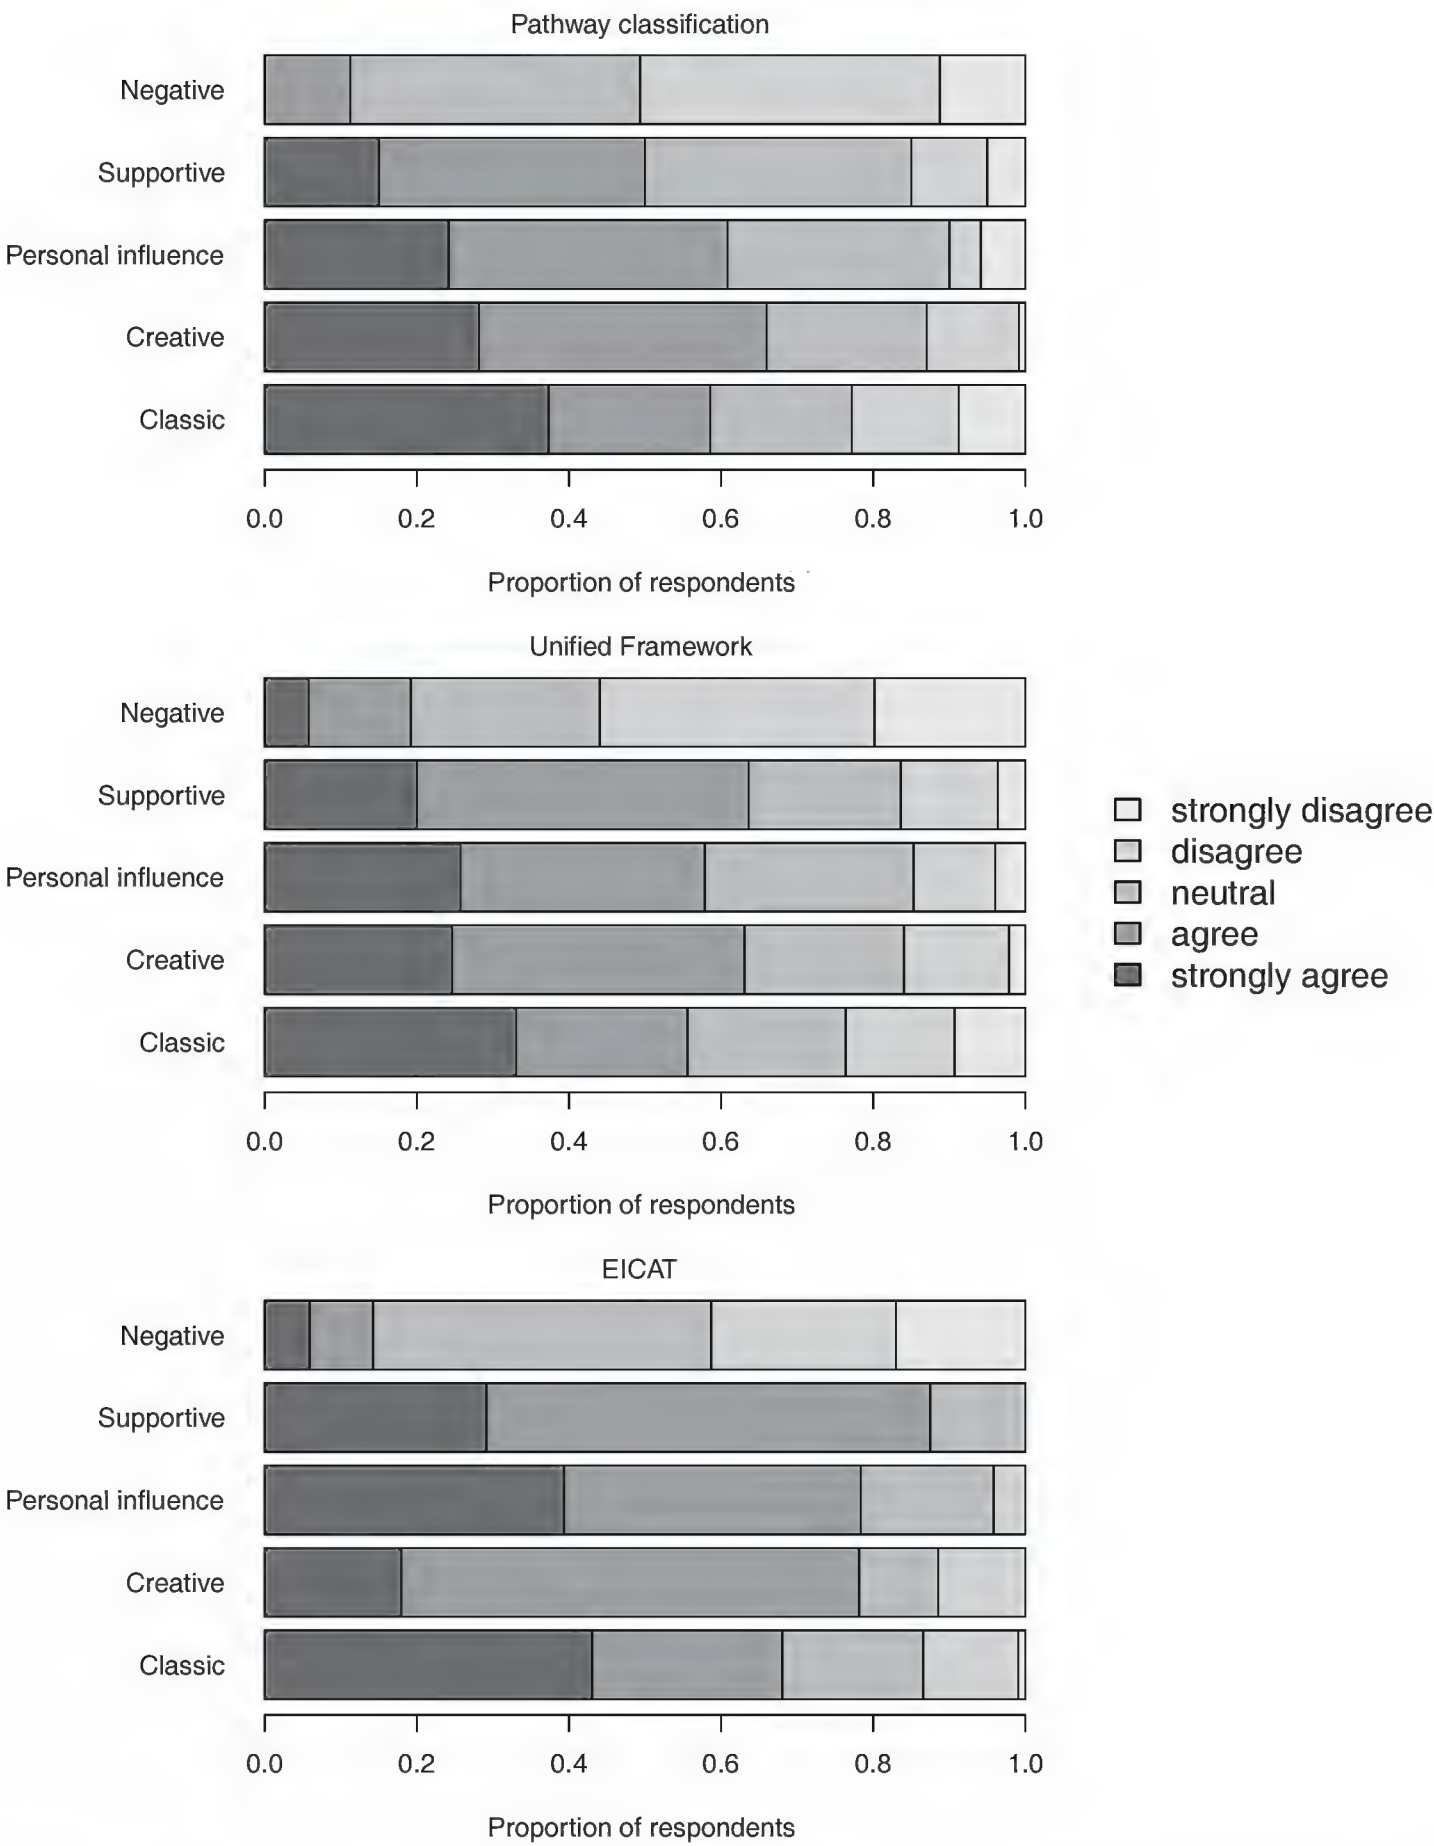 Pathway classification
Negative
Supportive
Personal influence
Creative
Classic
0.0 0.2 0.4 0.6 0.8 1.0
Proportion of respondents
Unified Framework
Negative
Supportive
Personal influence
Creative
Classic
0.0 0.2 0.4 0.6 0.8 1.0
Proportion of respondents
strongly disagree
disagree
neutral
agree
strongly agree
EICAT
Negative
Supportive
Personal influence
Creative
Classic
0.0 0.2 0.4 0.6 0.8 1.0
Proportion of respondents